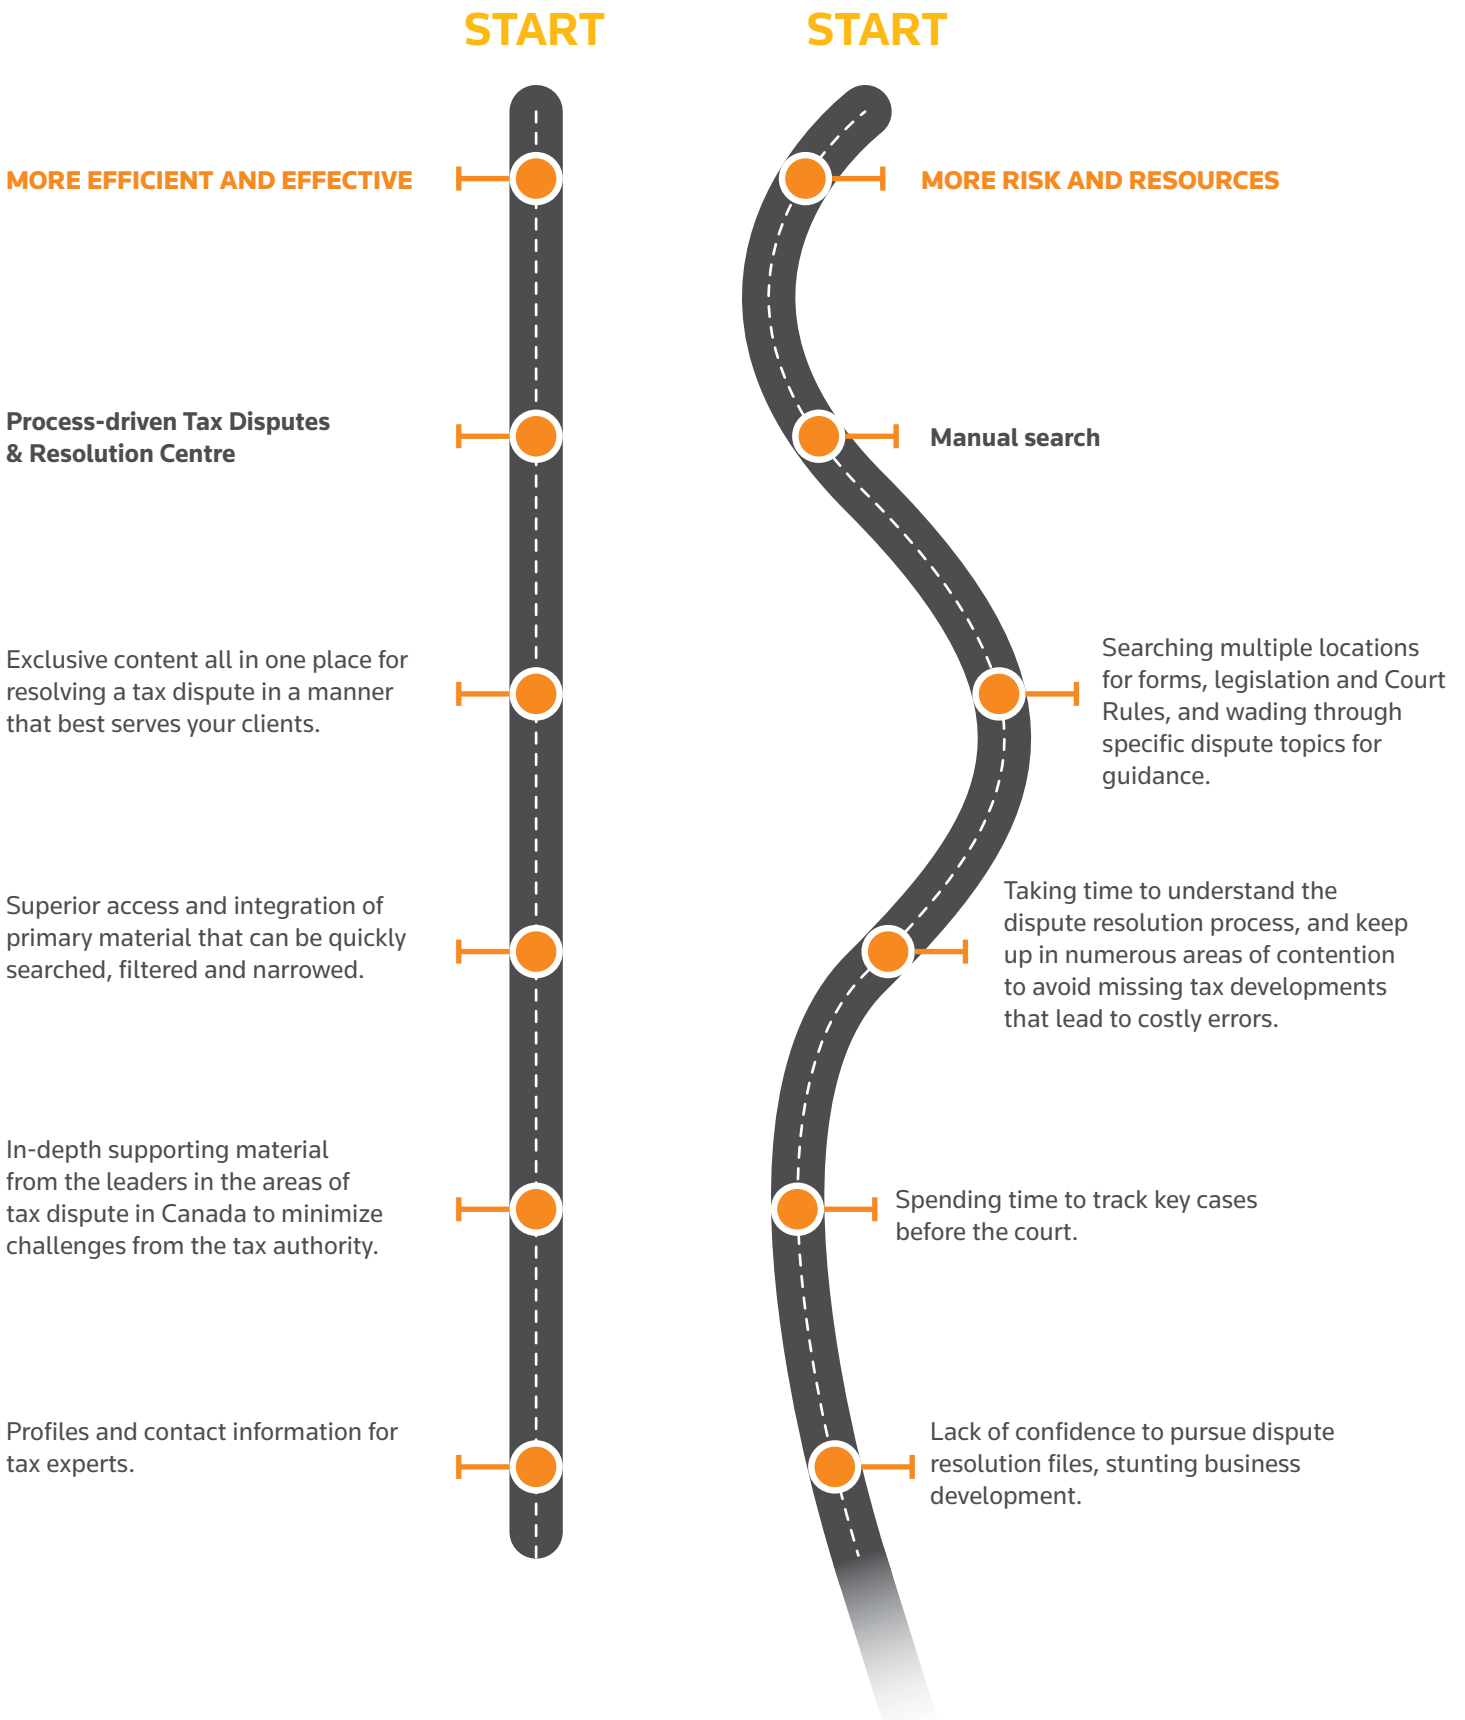 START
MORE EFFICIENT AND EFFECTIVE
Process-driven Tax Disputes
& Resolution Centre
Exclusive content all in one place for
resolving a tax dispute in a manner
that best serves your clients.
Superior access and integration of
primary material that can be quickly
searched, filtered and narrowed.
In-depth supporting material
from the leaders in the areas of
tax dispute in Canada to minimize
challenges from the tax authority.
Profiles and contact information for
tax experts.
START
MORE RISK AND RESOURCES
Manual search
Searching multiple locations
for forms, legislation and Court
Rules, and wading through
specific dispute topics for
guidance.
Taking time to understand the
dispute resolution process, and keep
up in numerous areas of contention
to avoid missing tax developments
that lead to costly errors.
Spending time to track key cases
before the court.
Lack of confidence to pursue dispute
resolution files, stunting business
development.